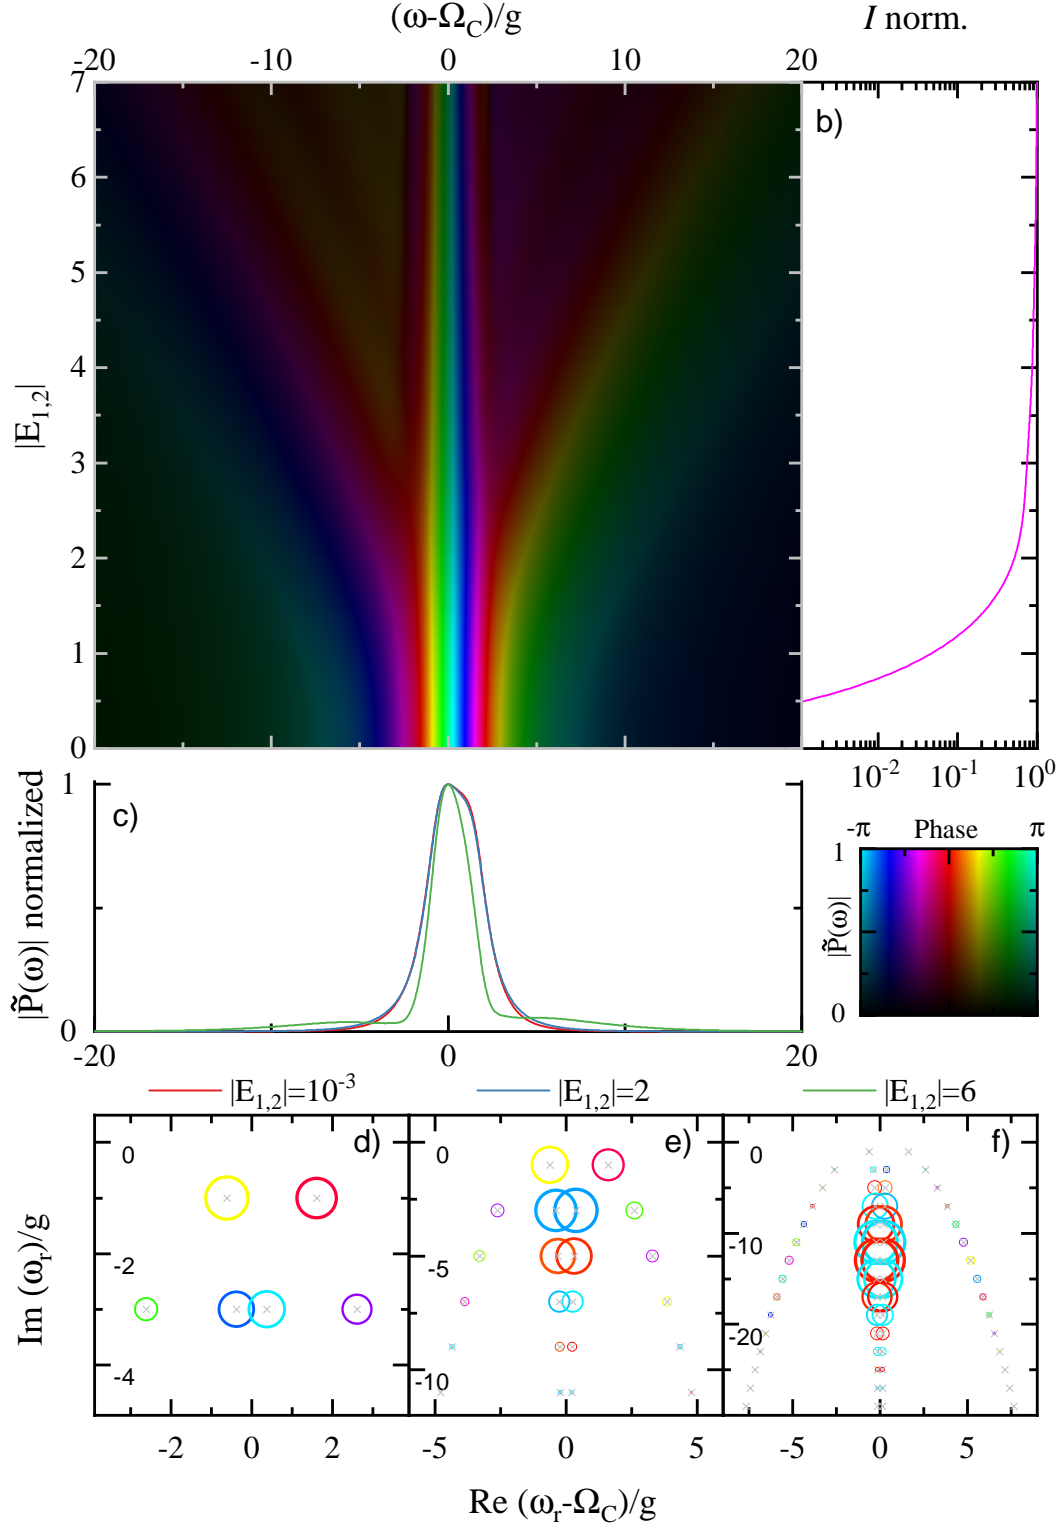 (ω-Ω_C)/g
I norm.
-20 -10 0 10 20
7
6
5
4
3
2
1
0
|E_{1,2}|
b)
10^{-2} 10^{-1} 10^0
|P̃(ω)| normalized
1
0
c)
-20 0 20
-π Phase π
1
0
|P̃(ω)|
|E_{1,2}|=10^{-3}
|E_{1,2}|=2
|E_{1,2}|=6
Im (ω_r)/g
d)
0
-2
-4
-2 0 2
e)
0
-5
-10
-5 0 5
f)
0
-10
-20
-5 0 5
Re (ω_r-Ω_C)/g